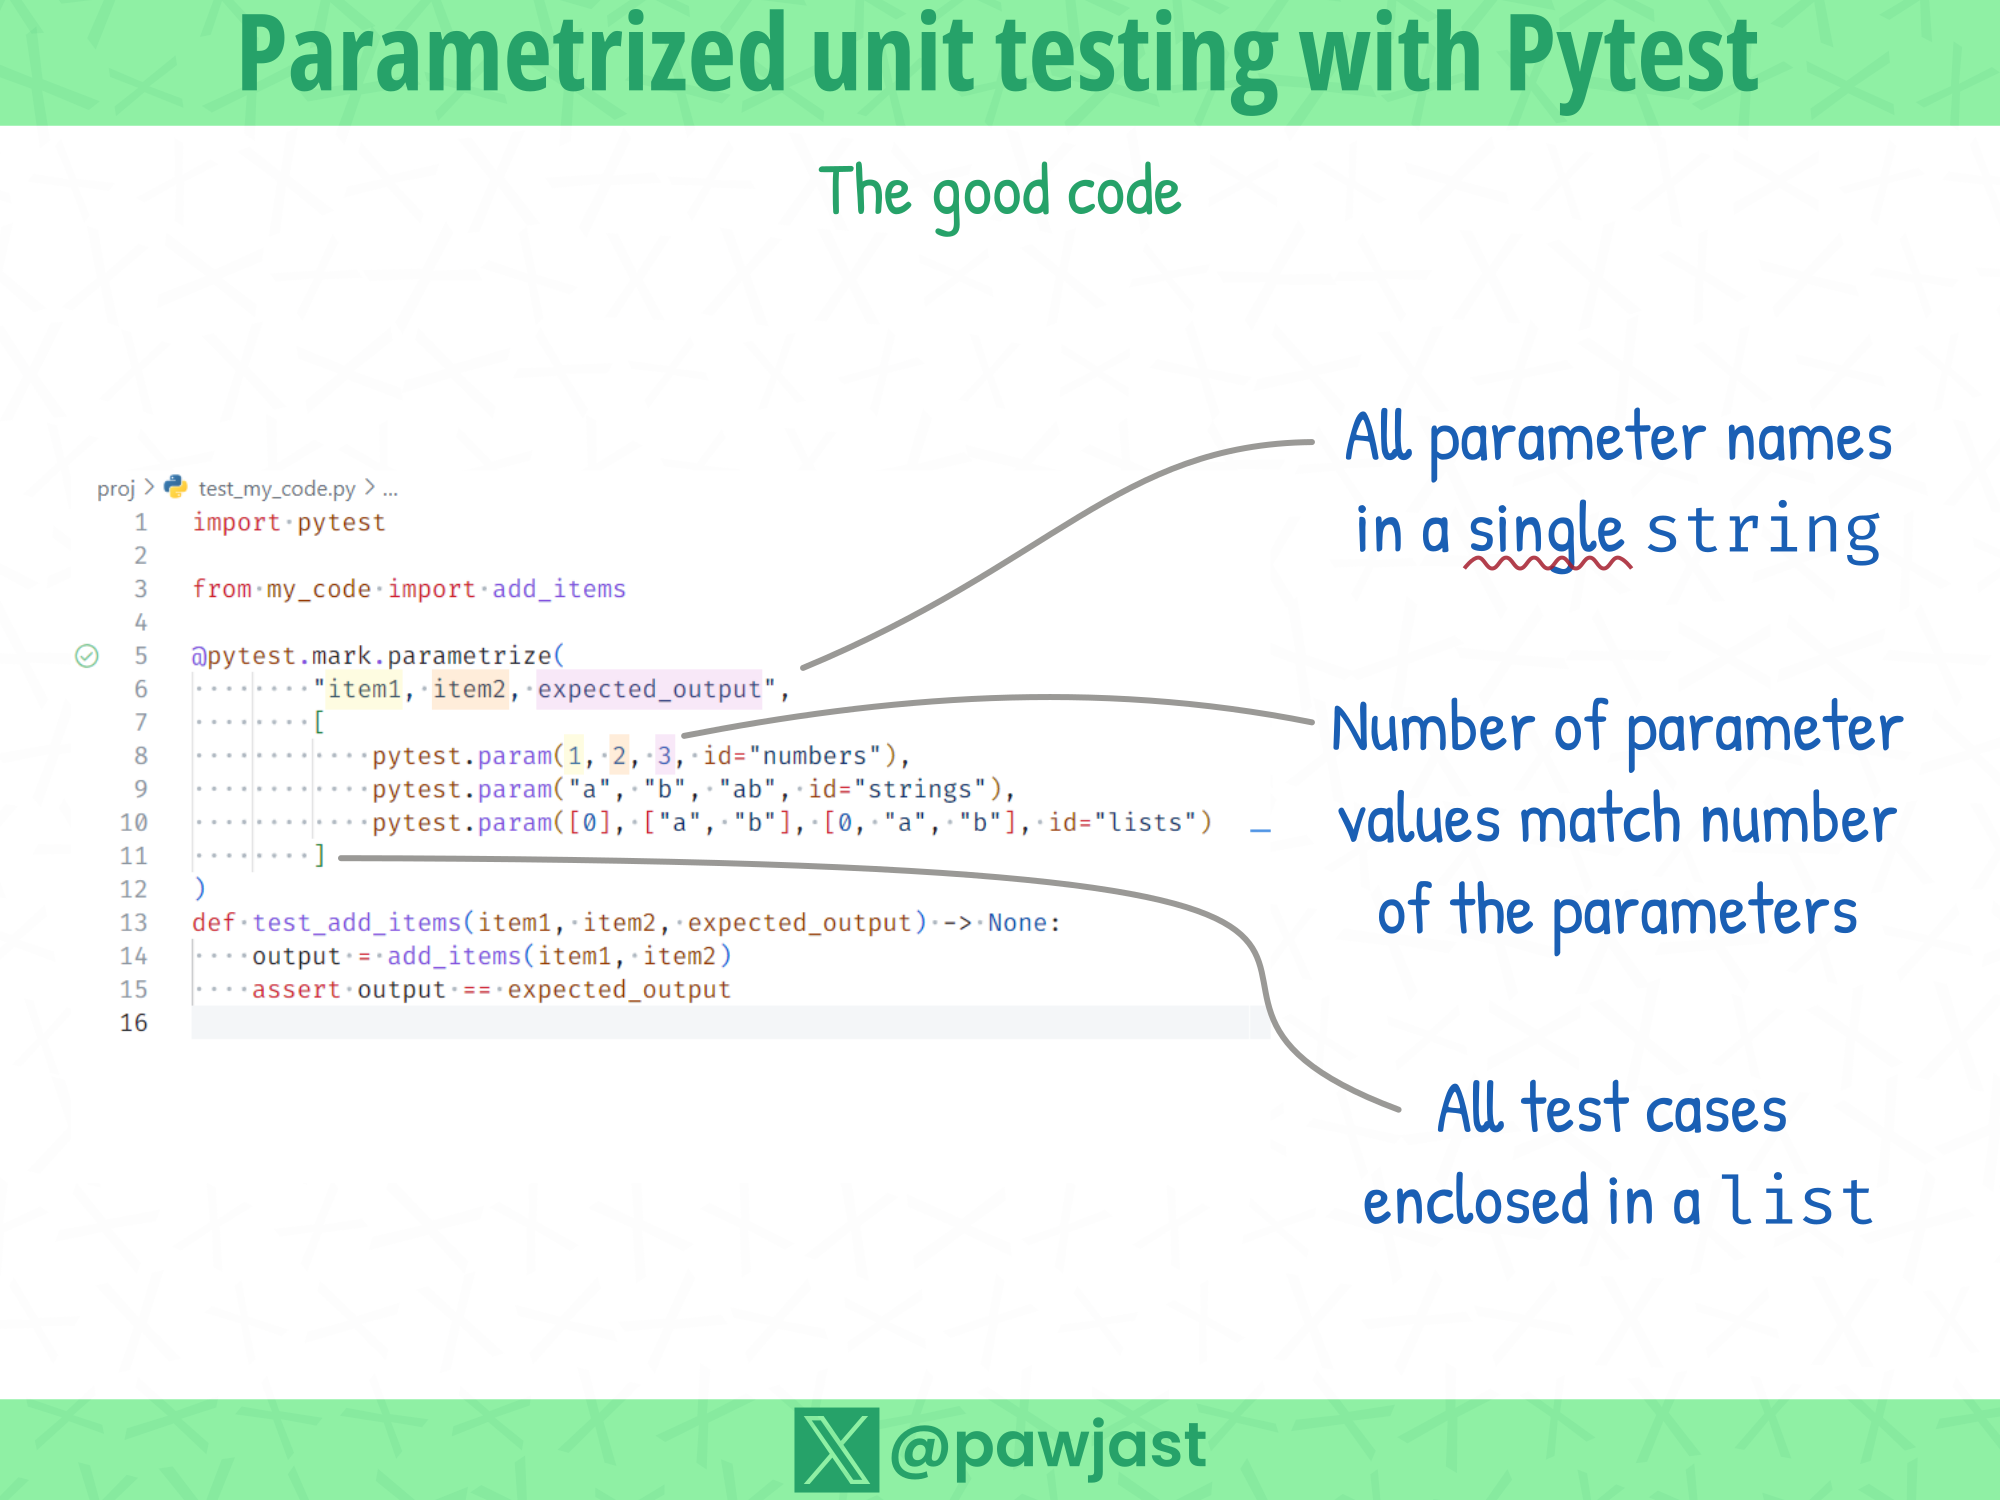 Parametrized unit testing with Pytest
The good code
proj > test_my_code.py > ...
1 import pytest
2
3 from my_code import add_items
4
5 @pytest.mark.parametrize(
6         "item1, item2, expected_output",
7         [
8             pytest.param(1, 2, 3, id="numbers"),
9             pytest.param("a", "b", "ab", id="strings"),
10             pytest.param([0], ["a", "b"], [0, "a", "b"], id="lists")
11         ]
12 )
13 def test_add_items(item1, item2, expected_output) -> None:
14     output = add_items(item1, item2)
15     assert output == expected_output
16
All parameter names
in a single string
Number of parameter
values match number
of the parameters
All test cases
enclosed in a list
@pawjast